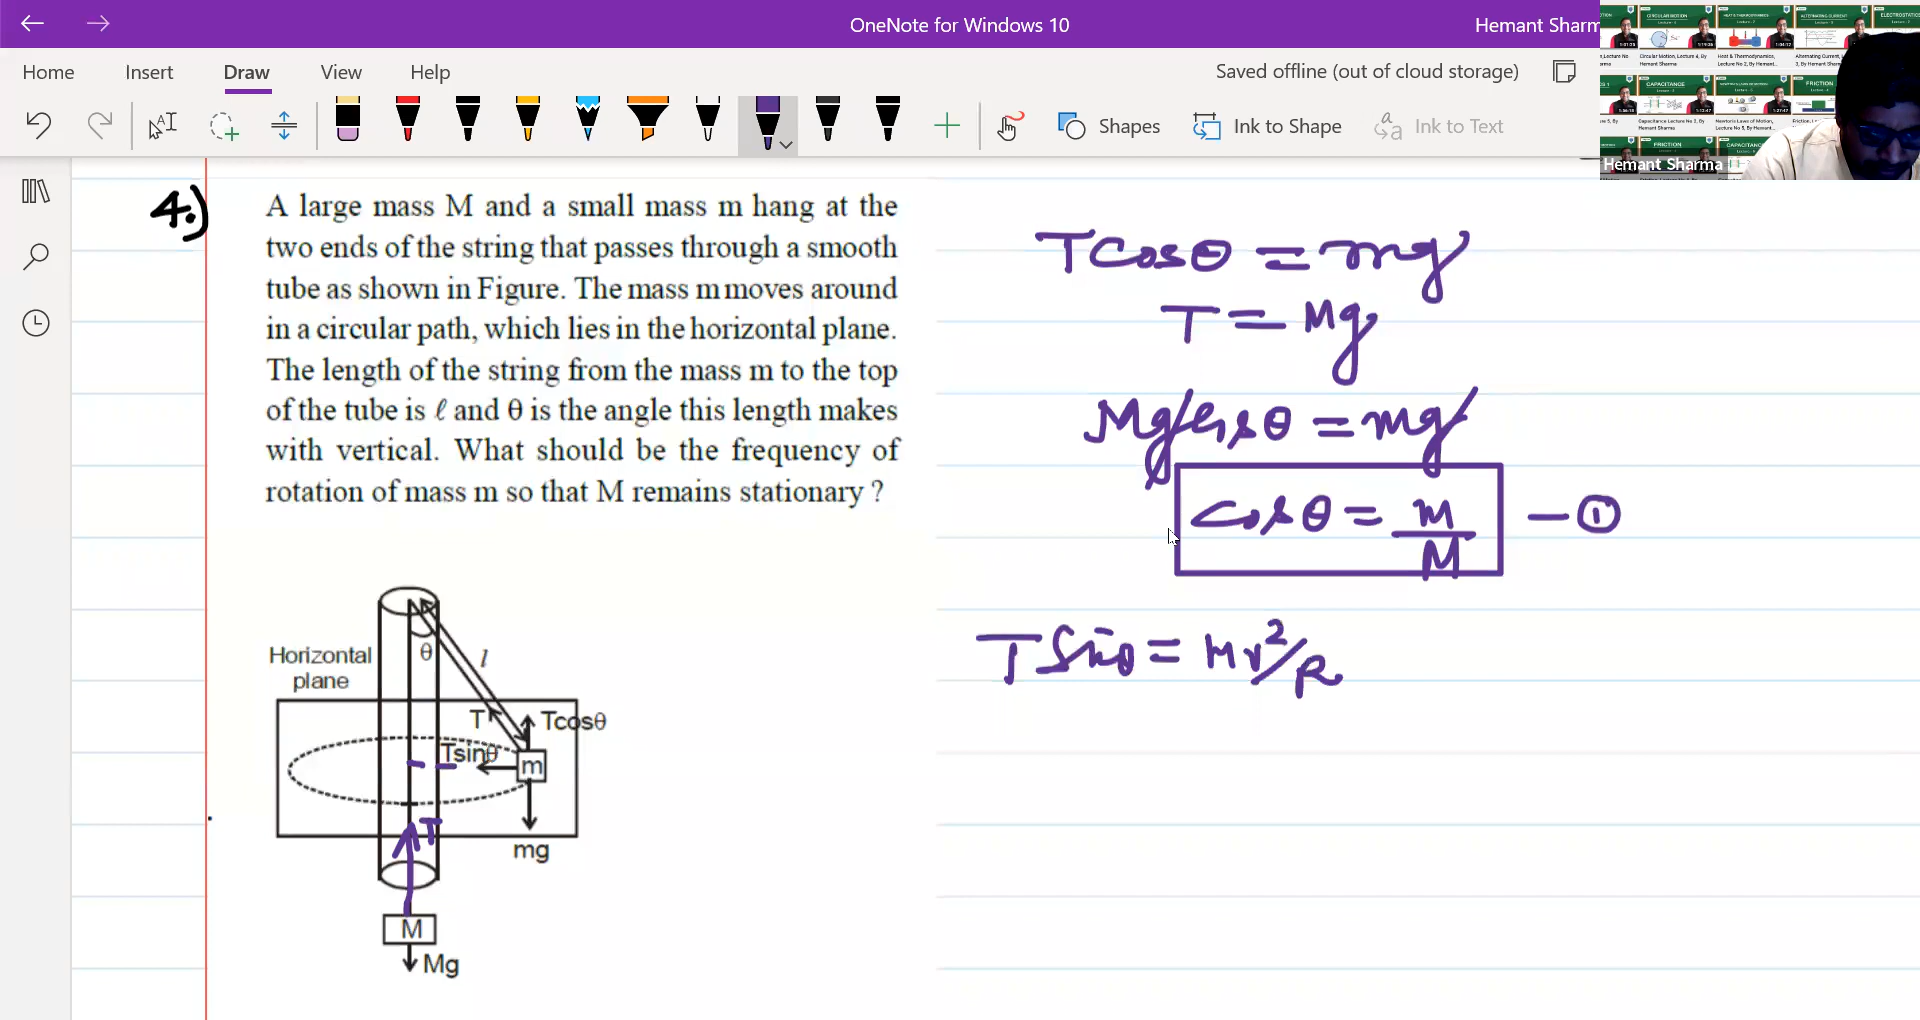 OneNote for Windows 10
Hemant Sharm
Home Insert Draw View Help
Saved offline (out of cloud storage)
Shapes
Ink to Shape
Ink to Text
Hemant Sharma
4.)
A large mass M and a small mass m hang at the
two ends of the string that passes through a smooth
tube as shown in Figure. The mass m moves around
in a circular path, which lies in the horizontal plane.
The length of the string from the mass m to the top
of the tube is ℓ and θ is the angle this length makes
with vertical. What should be the frequency of
rotation of mass m so that M remains stationary ?
Horizontal
plane
θ
l
T
Tcosθ
Tsinθ
m
T
mg
M
Mg
TCosθ = mg
T = Mg
Mg Cosθ = mg
Cosθ = m/M — ①
T Sinθ = Mv²/R